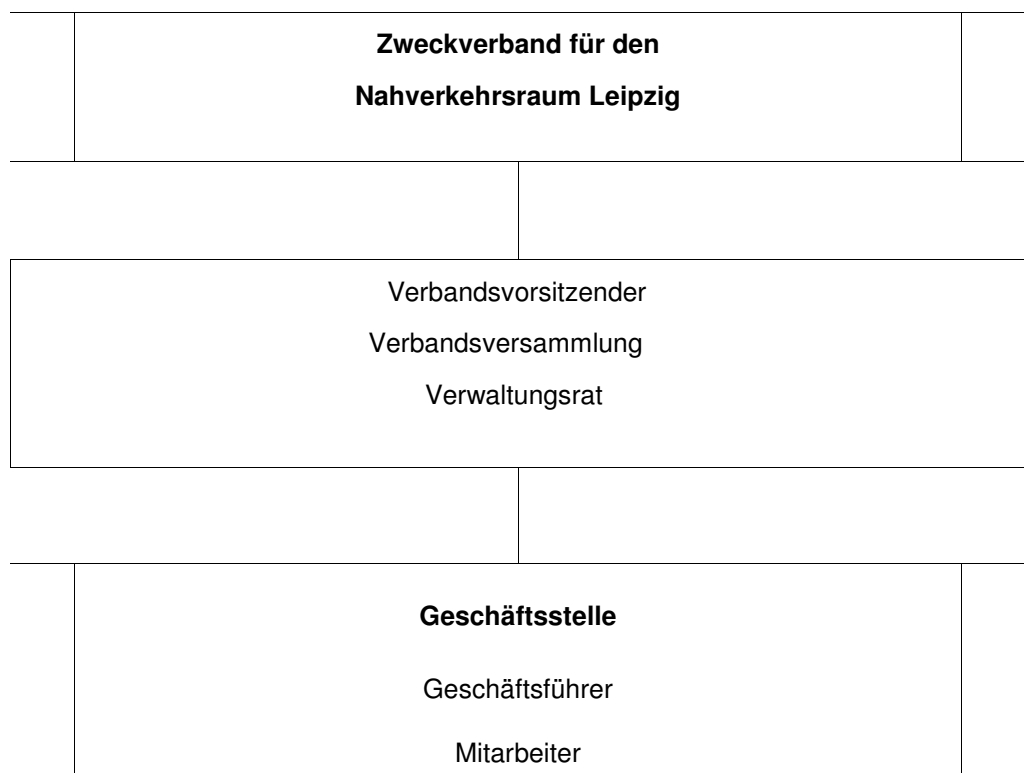 Zweckverband für den
Nahverkehrsraum Leipzig
Verbandsvorsitzender
Verbandsversammlung
Verwaltungsrat
Geschäftsstelle
Geschäftsführer
Mitarbeiter